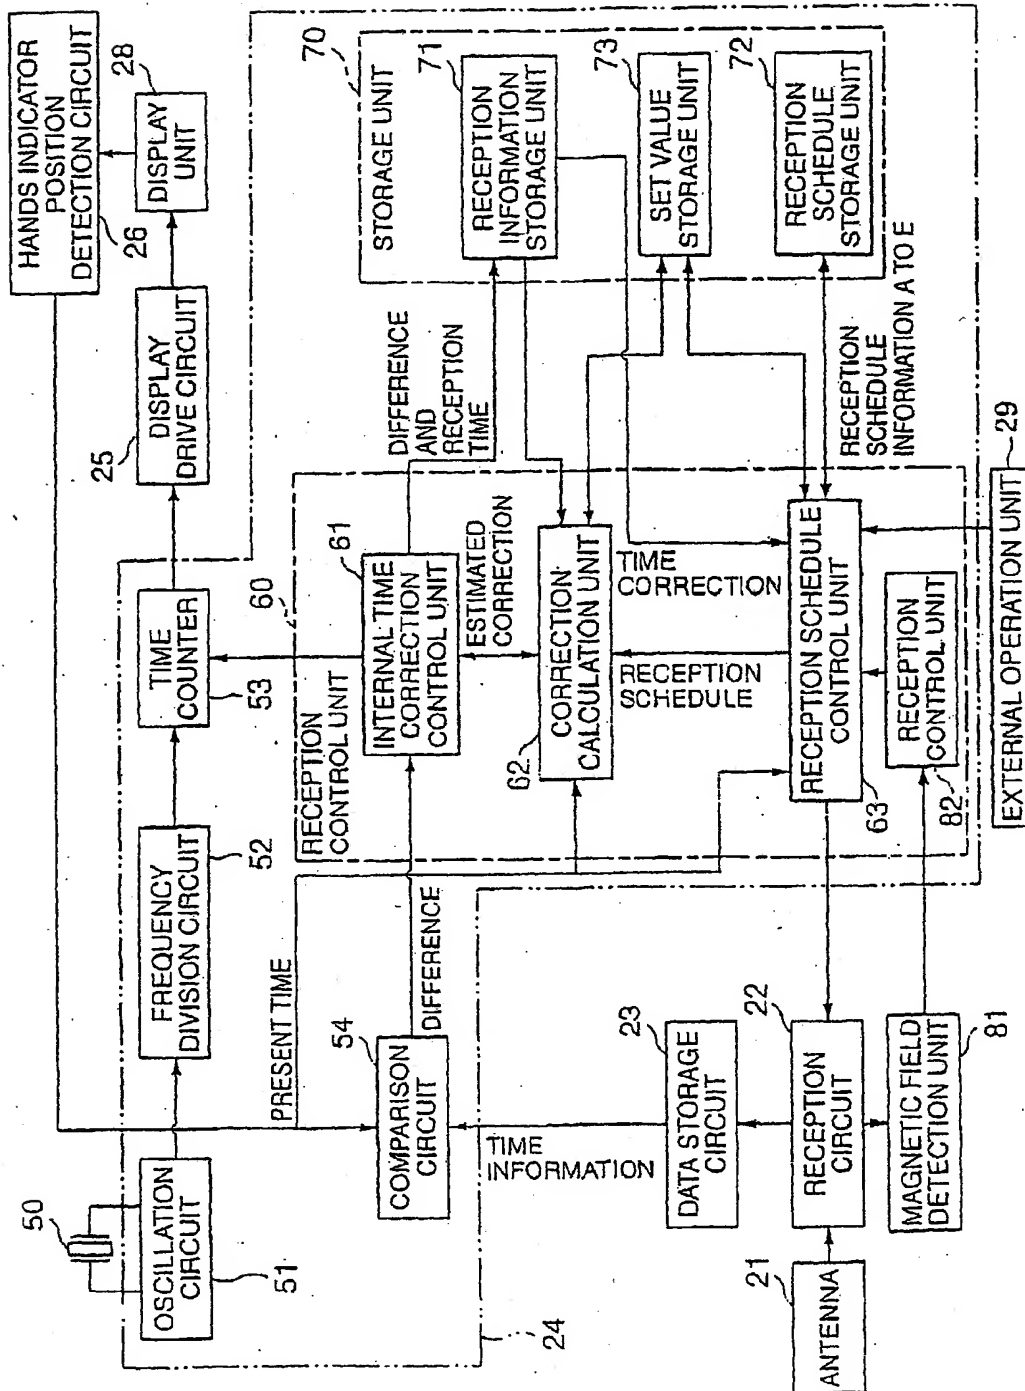 HANDS INDICATOR
POSITION
DETECTION CIRCUIT
26
DISPLAY
UNIT
28
DISPLAY
DRIVE CIRCUIT
25
TIME
COUNTER
53
FREQUENCY
DIVISION CIRCUIT
52
OSCILLATION
CIRCUIT
51
50
24
70
STORAGE UNIT
RECEPTION
INFORMATION
STORAGE UNIT
71
SET VALUE
STORAGE UNIT
73
RECEPTION
SCHEDULE
STORAGE UNIT
72
DIFFERENCE
AND
RECEPTION
TIME
RECEPTION
SCHEDULE
INFORMATION A TO E
60
RECEPTION
CONTROL UNIT
INTERNAL TIME
CORRECTION
CONTROL UNIT
61
ESTIMATED
CORRECTION
CORRECTION
CALCULATION UNIT
62
TIME
CORRECTION
RECEPTION
SCHEDULE
RECEPTION SCHEDULE
CONTROL UNIT
63
RECEPTION
CONTROL UNIT
82
EXTERNAL OPERATION UNIT
29
PRESENT TIME
DIFFERENCE
COMPARISON
CIRCUIT
54
TIME
INFORMATION
DATA STORAGE
CIRCUIT
23
RECEPTION
CIRCUIT
22
MAGNETIC FIELD
DETECTION UNIT
81
ANTENNA
21